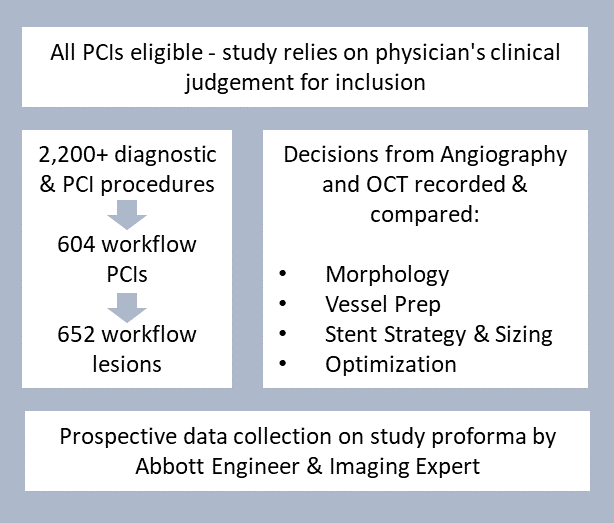 All PCIs eligible - study relies on physician's clinical
judgement for inclusion
2,200+ diagnostic
& PCI procedures
604 workflow
PCIs
652 workflow
lesions
Decisions from Angiography
and OCT recorded &
compared:
• Morphology
• Vessel Prep
• Stent Strategy & Sizing
• Optimization
Prospective data collection on study proforma by
Abbott Engineer & Imaging Expert